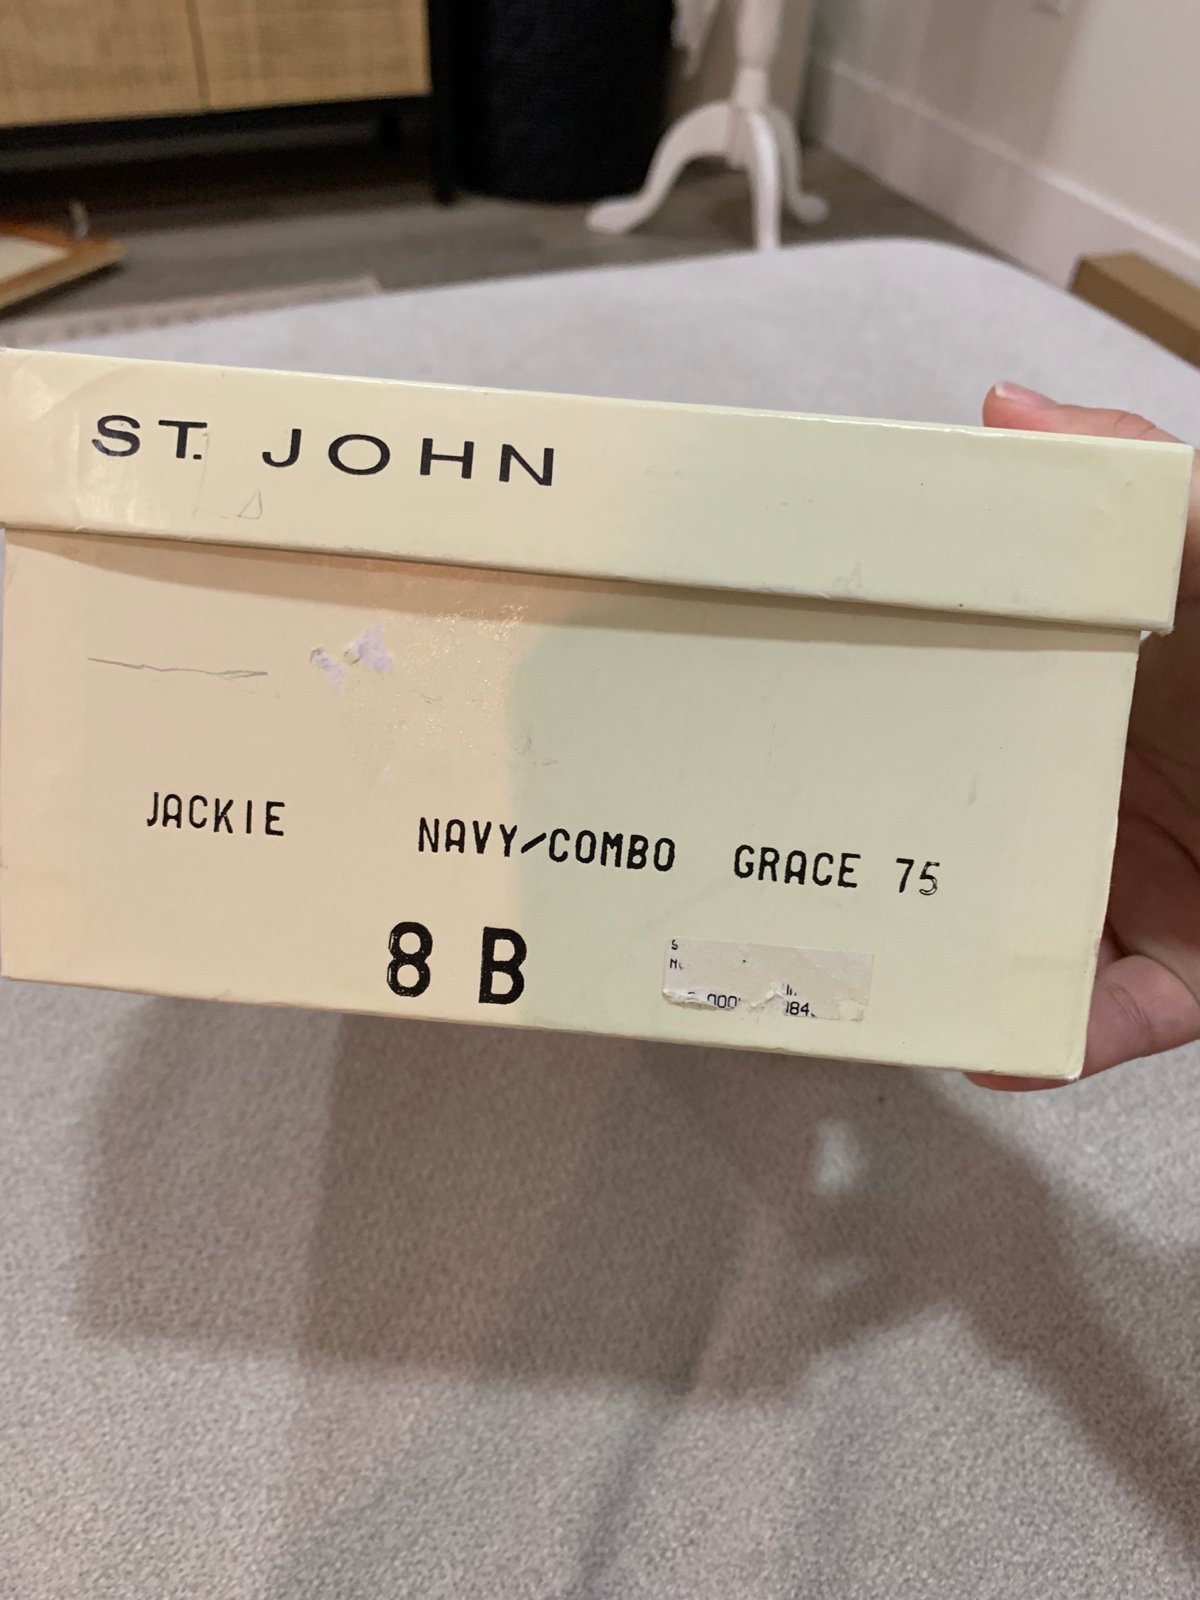 ST. JOHN
JACKIE NAVY/COMBO GRACE 75
8 B